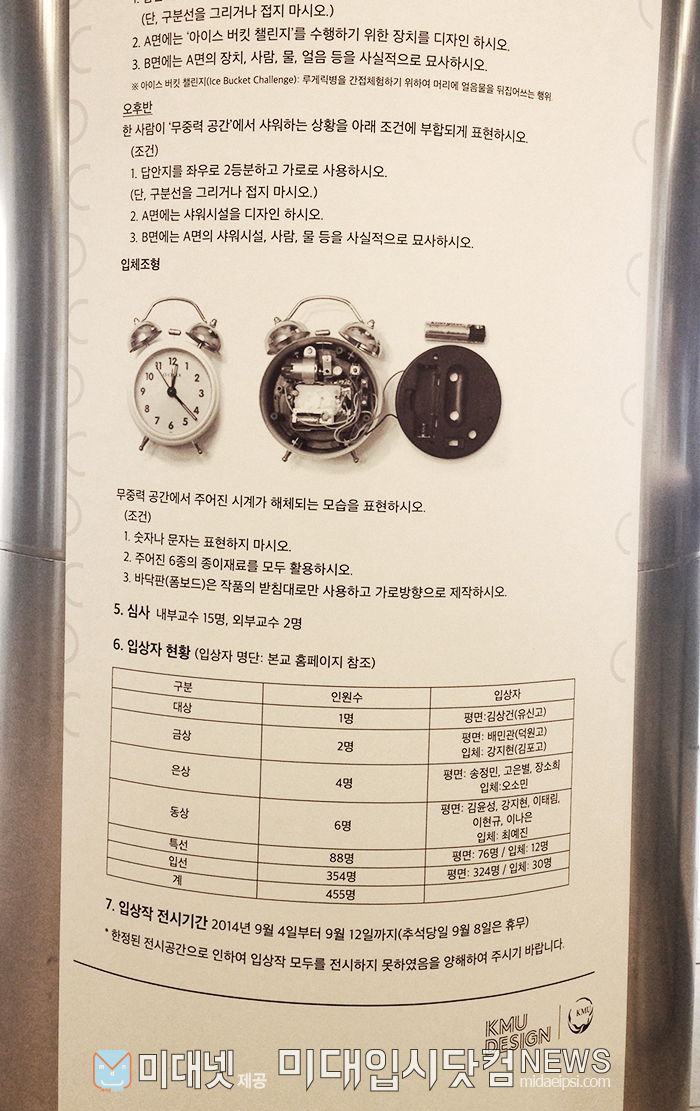 (단, 구분선을 그리거나 접지 마시오.)
2. A면에는 '아이스 버킷 챌린지'를 수행하기 위한 장치를 디자인 하시오.
3. B면에는 A면의 장치, 사람, 물, 얼음 등을 사실적으로 묘사하시오.
※ 아이스 버킷 챌린지(Ice Bucket Challenge): 루게릭병을 간접체험하기 위하여 머리에 얼음물을 뒤집어쓰는 행위.
오후반
한 사람이 '무중력 공간'에서 샤워하는 상황을 아래 조건에 부합되게 표현하시오.
(조건)
1. 답안지를 좌우로 2등분하고 가로로 사용하시오.
(단, 구분선을 그리거나 접지 마시오.)
2. A면에는 샤워시설을 디자인 하시오.
3. B면에는 A면의 샤워시설, 사람, 물 등을 사실적으로 묘사하시오.
입체조형
12
11 1
10 2
9 3
8 4
7 5
6
무중력 공간에서 주어진 시계가 해체되는 모습을 표현하시오.
(조건)
1. 숫자나 문자는 표현하지 마시오.
2. 주어진 6종의 종이재료를 모두 활용하시오.
3. 바닥판(폼보드)은 작품의 받침대로만 사용하고 가로방향으로 제작하시오.
5. 심사 내부교수 15명, 외부교수 2명
6. 입상자 현황 (입상자 명단: 본교 홈페이지 참조)
구분 인원수 입상자
대상 1명 평면:김상건(유신고)
금상 2명 평면: 배민관(덕원고)
입체: 강지현(김포고)
은상 4명 평면: 송정민, 고은별, 장소희
입체:오소민
동상 6명 평면: 김윤성, 강지현, 이태림,
이현규, 이나은
입체: 최예진
특선 88명 평면: 76명 / 입체: 12명
입선 354명 평면: 324명 / 입체: 30명
계 455명
7. 입상작 전시기간 2014년 9월 4일부터 9월 12일까지(추석당일 9월 8일은 휴무)
* 한정된 전시공간으로 인하여 입상작 모두를 전시하지 못하였음을 양해하여 주시기 바랍니다.
KMU
DESIGN
KMU
미대넷 제공 미대입시닷컴NEWS
midaeipsi.com